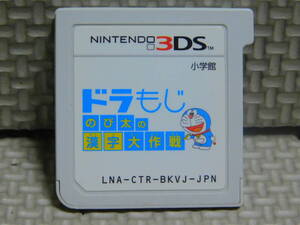 NINTENDO 3DS™
小学館
ドラもじ
のび太の
漢字大作戦
LNA-CTR-BKVJ-JPN